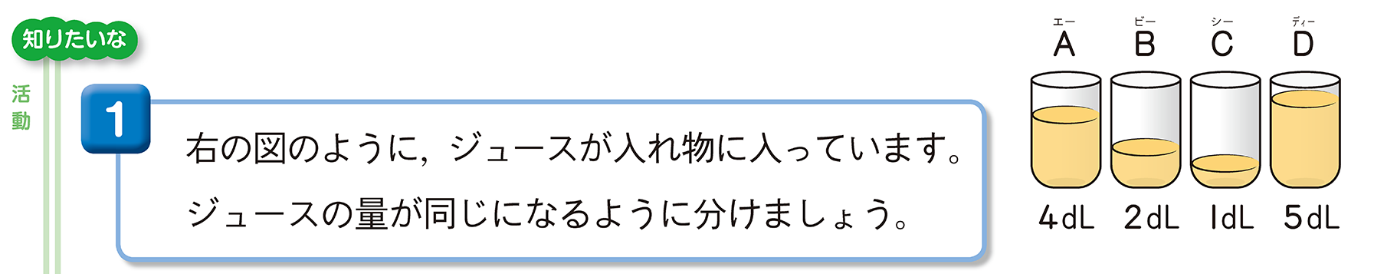 知りたいな
活動
1
右の図のように，ジュースが入れ物に入っています。
ジュースの量が同じになるように分けましょう。
エー ビー シー ディー
A B C D
4dL 2dL 1dL 5dL